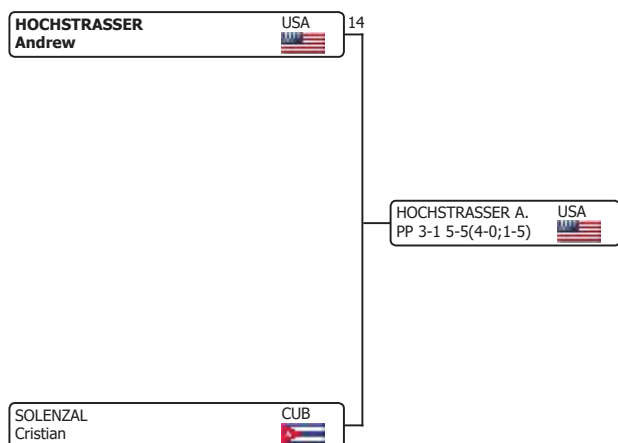 HOCHSTRASSER USA 14
Andrew
HOCHSTRASSER A. USA
PP 3-1 5-5(4-0;1-5)
SOLENZAL CUB
Cristian